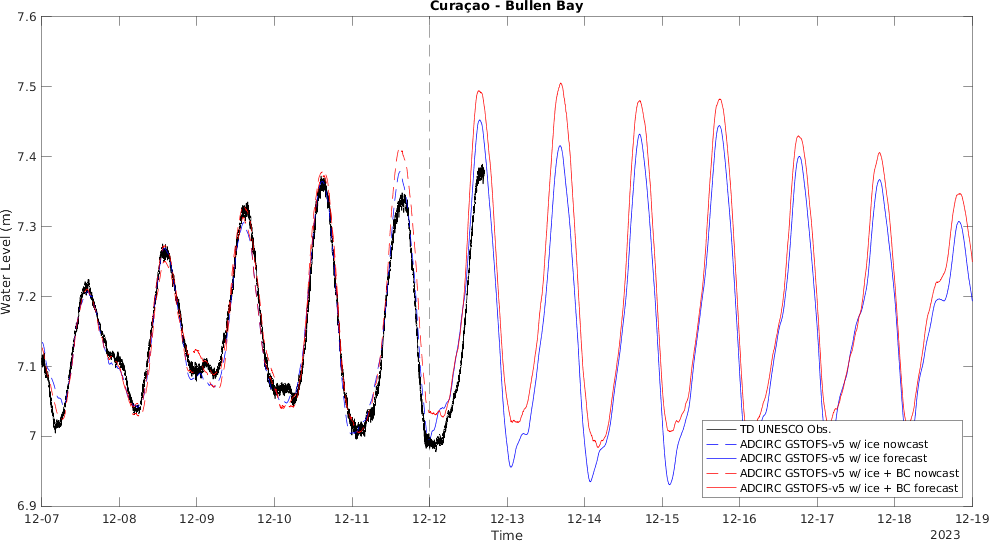 Curaçao - Bullen Bay
7.6
7.5
7.4
7.3
7.2
7.1
7
6.9
Water Level (m)
TD UNESCO Obs.
ADCIRC GSTOFS-v5 w/ ice nowcast
ADCIRC GSTOFS-v5 w/ ice forecast
ADCIRC GSTOFS-v5 w/ ice + BC nowcast
ADCIRC GSTOFS-v5 w/ ice + BC forecast
12-07 12-08 12-09 12-10 12-11 12-12 12-13 12-14 12-15 12-16 12-17 12-18 12-19
Time
2023